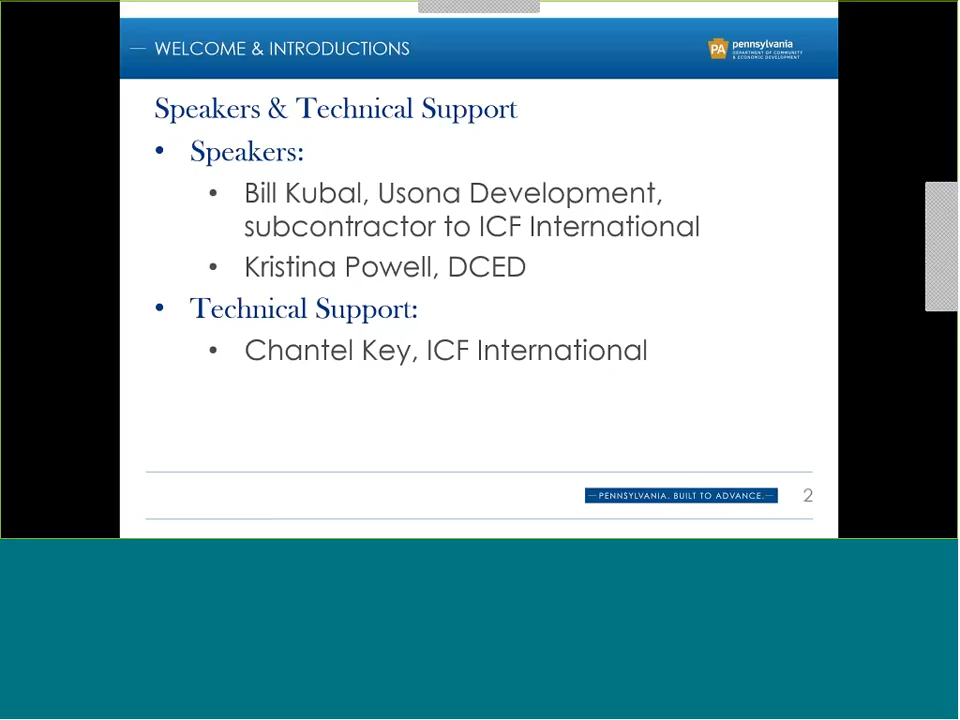 WELCOME & INTRODUCTIONS
PA pennsylvania
DEPARTMENT OF COMMUNITY
& ECONOMIC DEVELOPMENT
Speakers & Technical Support
• Speakers:
• Bill Kubal, Usona Development,
subcontractor to ICF International
• Kristina Powell, DCED
• Technical Support:
• Chantel Key, ICF International
PENNSYLVANIA. BUILT TO ADVANCE.
2